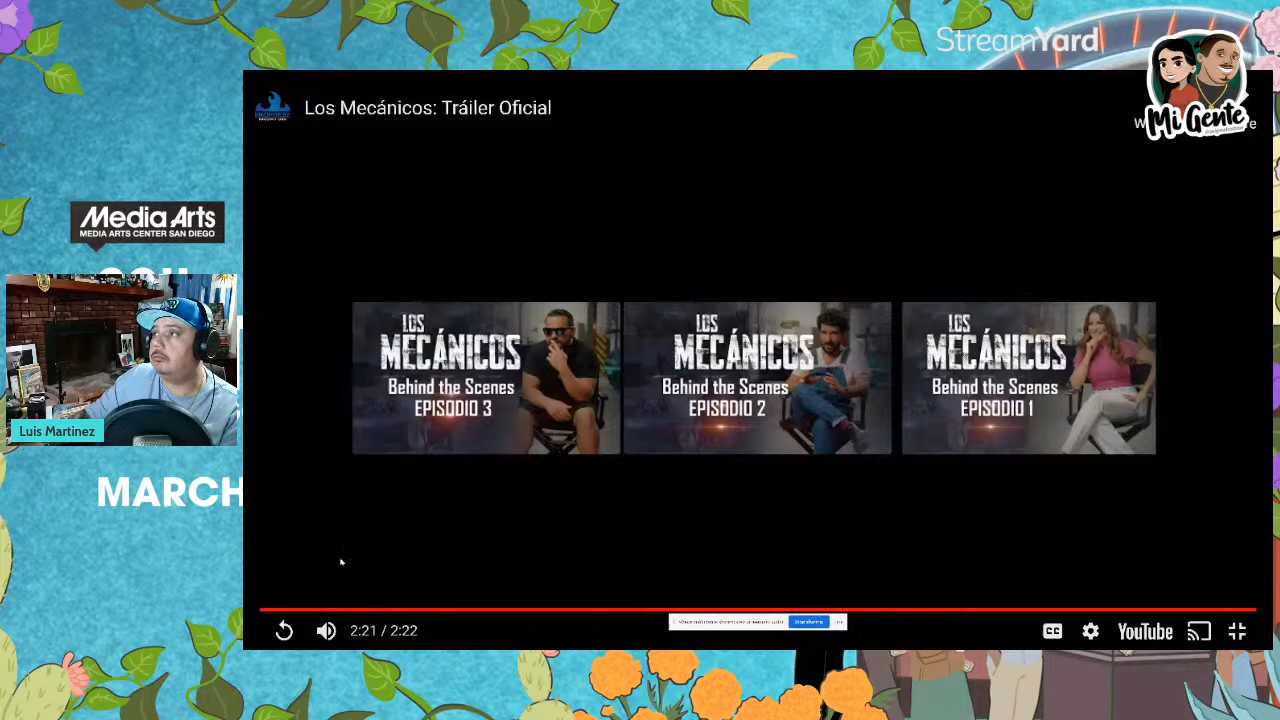 StreamYard
Los Mecánicos: Tráiler Oficial
Mi Gente
Media Arts
MEDIA ARTS CENTER SAN DIEGO
LOS
MECÁNICOS
Behind the Scenes
EPISODIO 3
LOS
MECÁNICOS
Behind the Scenes
EPISODIO 2
LOS
MECÁNICOS
Behind the Scenes
EPISODIO 1
Luis Martinez
MARCH
2:21 / 2:22
CC
YouTube